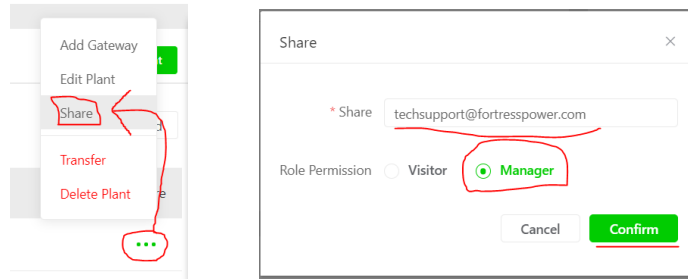 Add Gateway
Edit Plant
Share
Transfer
Delete Plant
Share
* Share techsupport@fortresspower.com
Role Permission Visitor Manager
Cancel Confirm